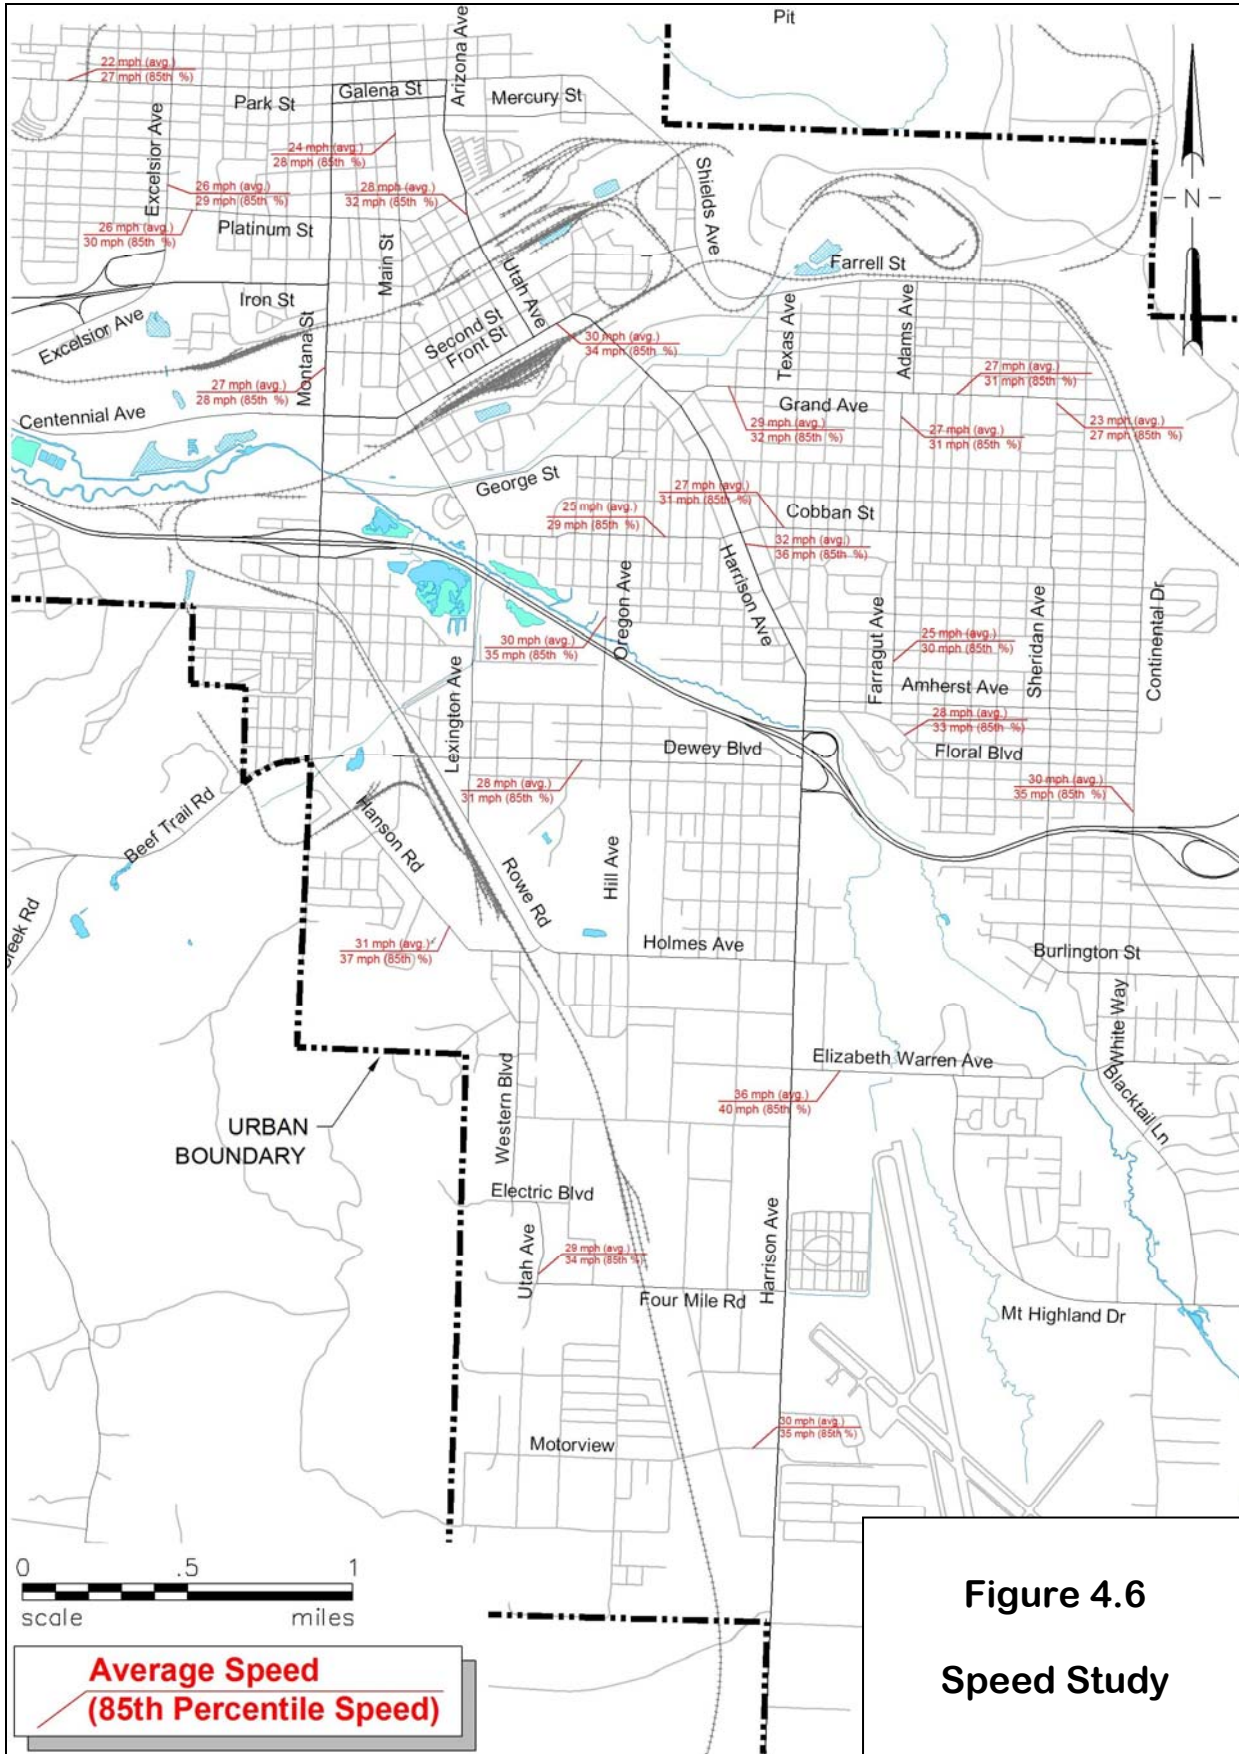 Pit
22 mph (avg.)
27 mph (85th %)
Park St
Galena St
Arizona Ave
Mercury St
Excelsior Ave
24 mph (avg.)
28 mph (85th %)
26 mph (avg.)
29 mph (85th %)
28 mph (avg.)
32 mph (85th %)
Shields Ave
-N-
26 mph (avg.)
30 mph (85th %)
Platinum St
Main St
Utah Ave
Farrell St
Iron St
Excelsior Ave
Montana St
Second St
Front St
30 mph (avg.)
34 mph (85th %)
Texas Ave
Adams Ave
27 mph (avg.)
28 mph (85th %)
27 mph (avg.)
31 mph (85th %)
Centennial Ave
Grand Ave
29 mph (avg.)
32 mph (85th %)
27 mph (avg.)
31 mph (85th %)
23 mph (avg.)
27 mph (85th %)
George St
27 mph (avg.)
31 mph (85th %)
25 mph (avg.)
29 mph (85th %)
Cobban St
32 mph (avg.)
36 mph (85th %)
Harrison Ave
Oregon Ave
30 mph (avg.)
35 mph (85th %)
Farragut Ave
25 mph (avg.)
30 mph (85th %)
Sheridan Ave
Continental Dr
Amherst Ave
Lexington Ave
28 mph (avg.)
33 mph (85th %)
Dewey Blvd
Floral Blvd
28 mph (avg.)
31 mph (85th %)
30 mph (avg.)
35 mph (85th %)
Beef Trail Rd
Hanson Rd
Rowe Rd
Hill Ave
Creek Rd
31 mph (avg.)
37 mph (85th %)
Holmes Ave
Burlington St
White Way
Elizabeth Warren Ave
Blacktail Ln
36 mph (avg.)
40 mph (85th %)
Western Blvd
URBAN
BOUNDARY
Electric Blvd
Utah Ave
29 mph (avg.)
34 mph (85th %)
Harrison Ave
Four Mile Rd
Mt Highland Dr
30 mph (avg.)
35 mph (85th %)
Motorview
0 .5 1
scale miles
Average Speed
(85th Percentile Speed)
Figure 4.6
Speed Study